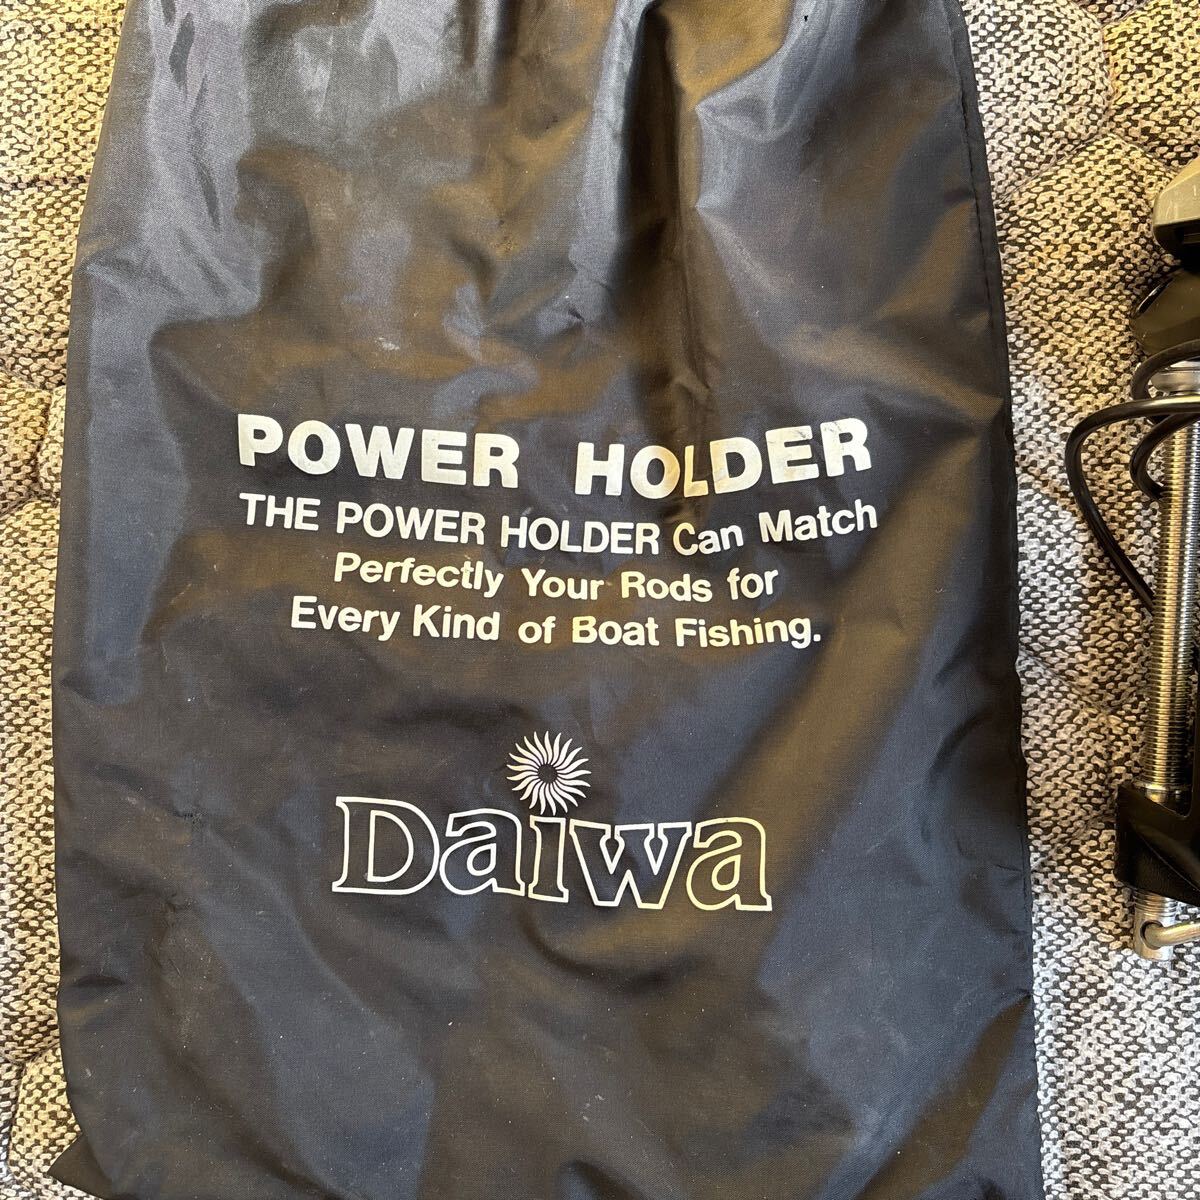 POWER HOLDER
THE POWER HOLDER Can Match
Perfectly Your Rods for
Every Kind of Boat Fishing.
Daiwa